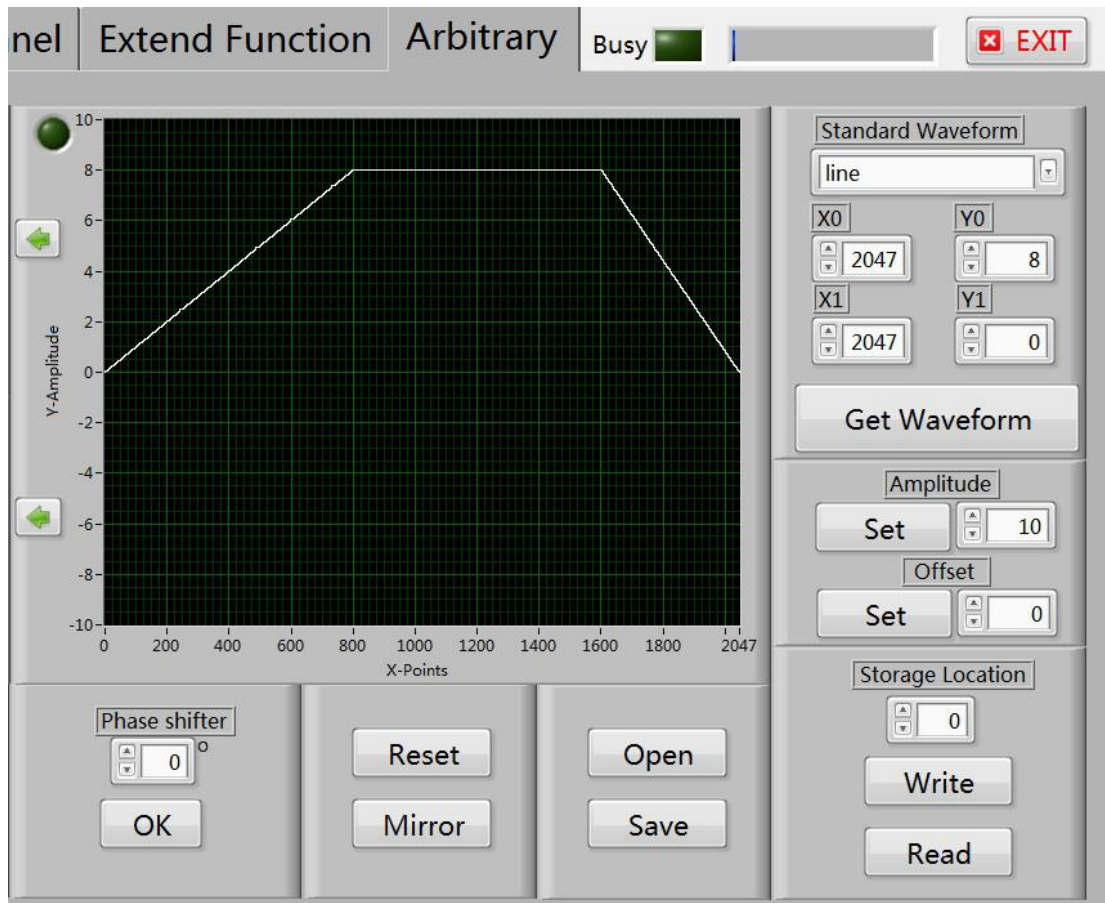 nel
Extend Function
Arbitrary
Busy
EXIT
10
8
6
4
2
0
-2
-4
-6
-8
-10
Y-Amplitude
0 200 400 600 800 1000 1200 1400 1600 1800 2047
X-Points
Standard Waveform
line
X0 Y0
2047 8
X1 Y1
2047 0
Get Waveform
Amplitude
Set 10
Offset
Set 0
Storage Location
0
Write
Read
Phase shifter
0 °
OK
Reset
Mirror
Open
Save